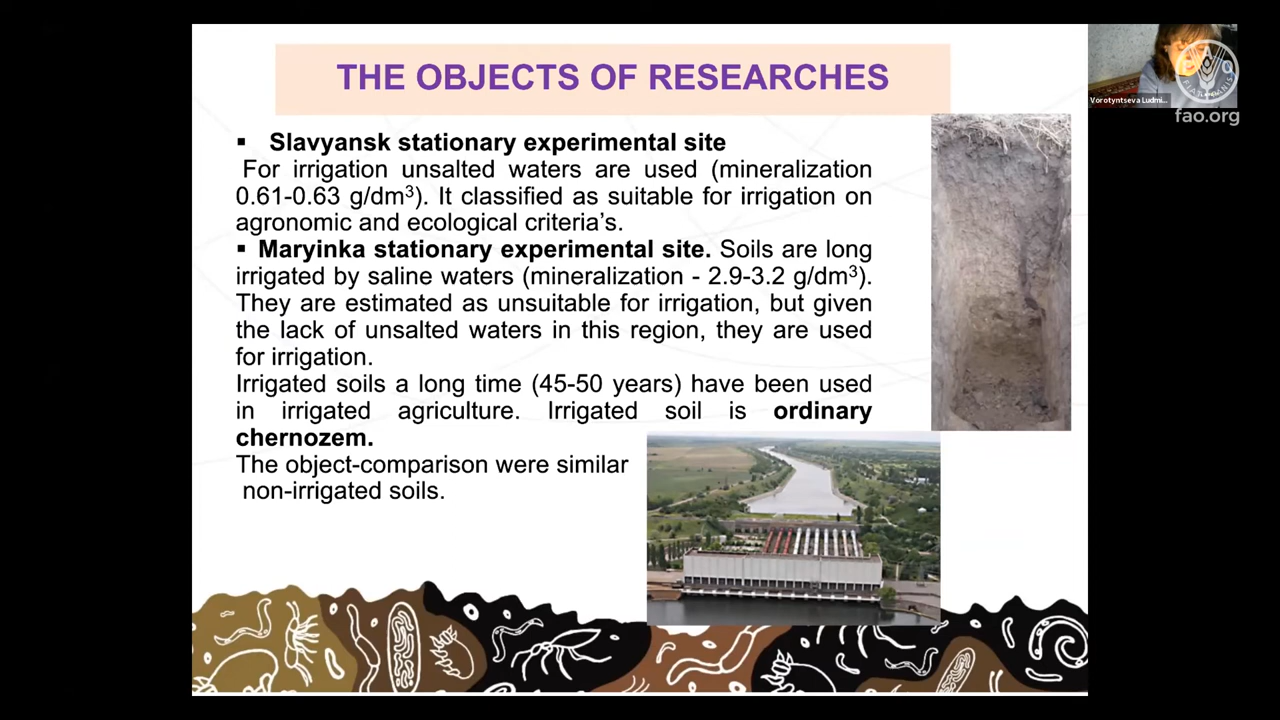 THE OBJECTS OF RESEARCHES
▪ Slavyansk stationary experimental site
For irrigation unsalted waters are used (mineralization
0.61-0.63 g/dm³). It classified as suitable for irrigation on
agronomic and ecological criteria’s.
▪ Maryinka stationary experimental site. Soils are long
irrigated by saline waters (mineralization - 2.9-3.2 g/dm³).
They are estimated as unsuitable for irrigation, but given
the lack of unsalted waters in this region, they are used
for irrigation.
Irrigated soils a long time (45-50 years) have been used
in irrigated agriculture. Irrigated soil is ordinary
chernozem.
The object-comparison were similar
non-irrigated soils.
Vorotyntseva Ludmi...
fao.org